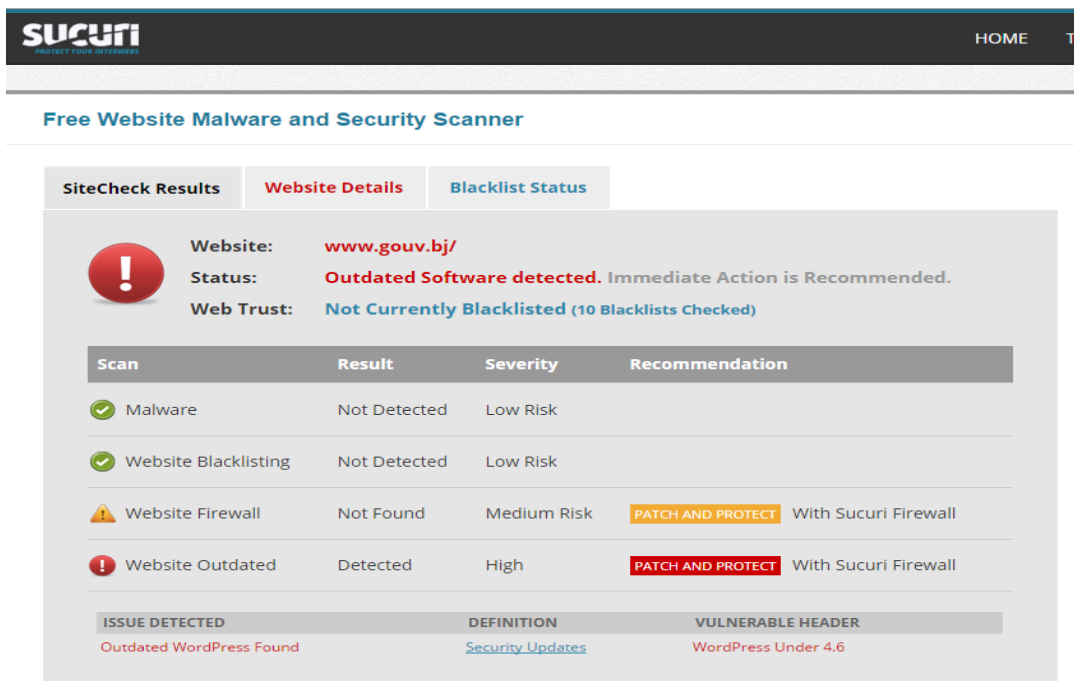 SUCURI
PROTECT YOUR INTERWEBS
HOME T
Free Website Malware and Security Scanner
SiteCheck Results Website Details Blacklist Status
Website: www.gouv.bj/
Status: Outdated Software detected. Immediate Action is Recommended.
Web Trust: Not Currently Blacklisted (10 Blacklists Checked)
Scan Result Severity Recommendation
Malware Not Detected Low Risk
Website Blacklisting Not Detected Low Risk
Website Firewall Not Found Medium Risk PATCH AND PROTECT With Sucuri Firewall
Website Outdated Detected High PATCH AND PROTECT With Sucuri Firewall
ISSUE DETECTED DEFINITION VULNERABLE HEADER
Outdated WordPress Found Security Updates WordPress Under 4.6